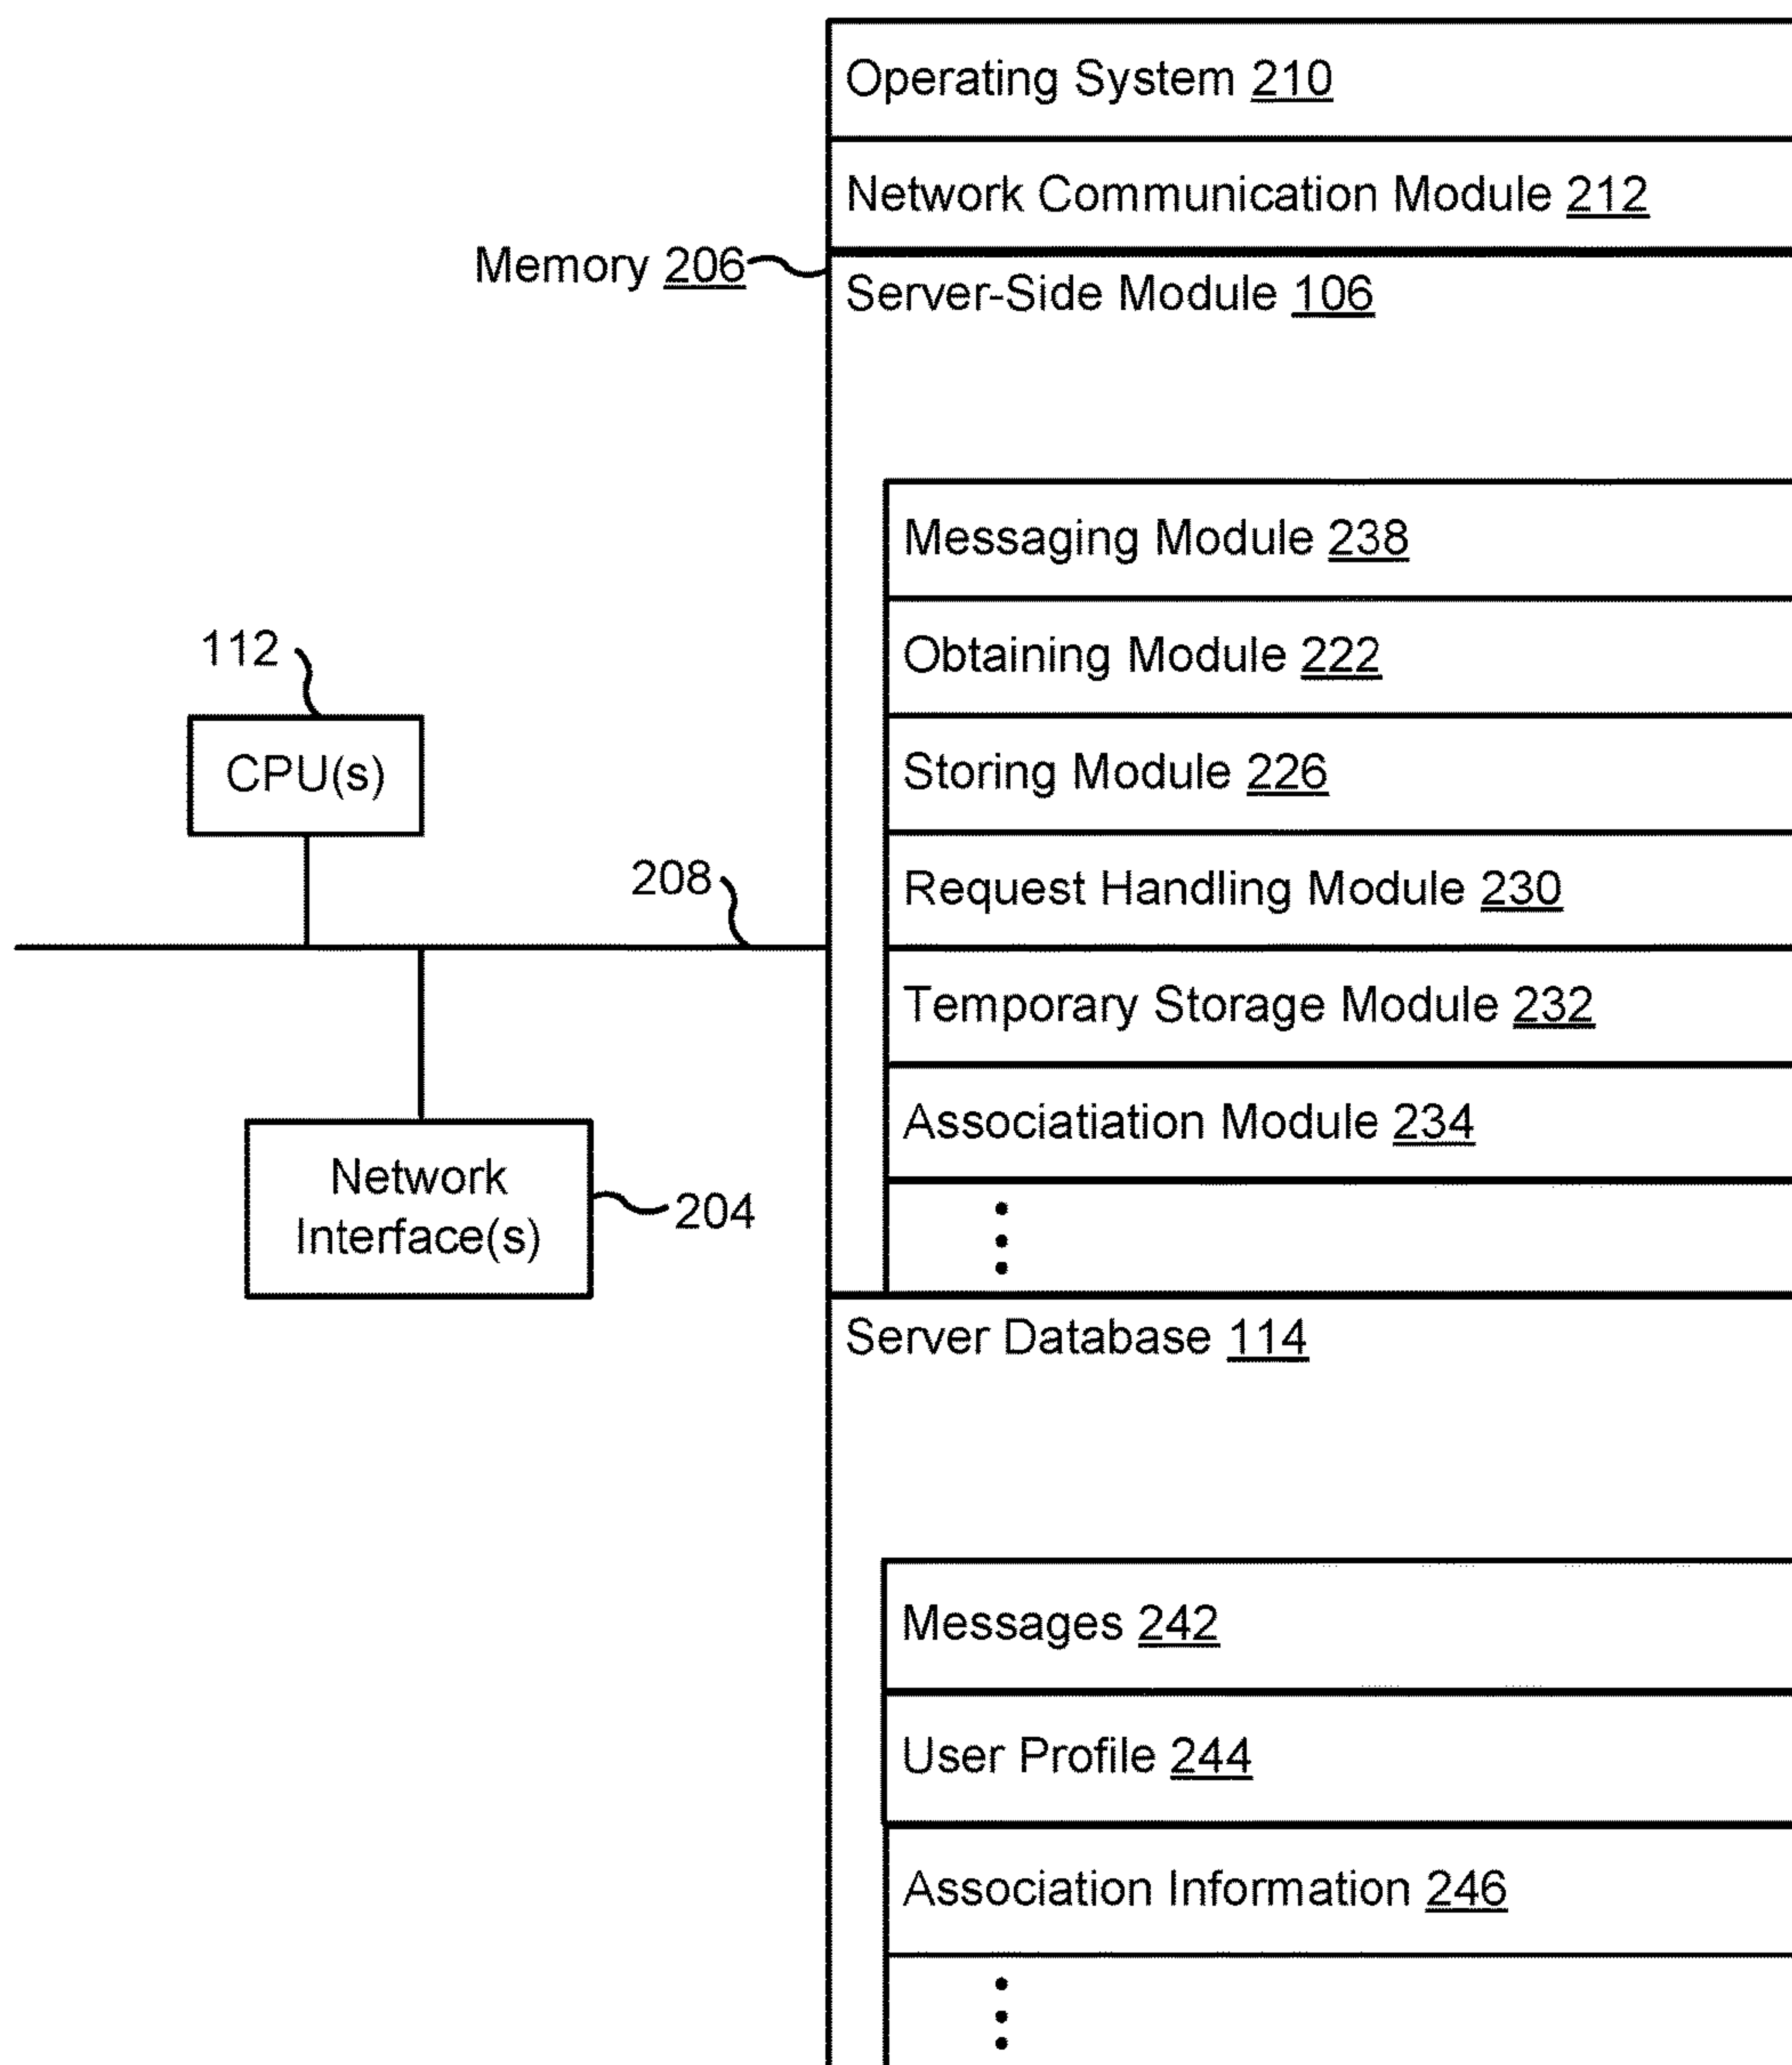 Operating System 210
Network Communication Module 212
Memory 206
Server-Side Module 106
Messaging Module 238
Obtaining Module 222
112
Storing Module 226
CPU(s)
208
Request Handling Module 230
Temporary Storage Module 232
Associatiation Module 234
Network
Interface(s)
204
Server Database 114
Messages 242
User Profile 244
Association Information 246